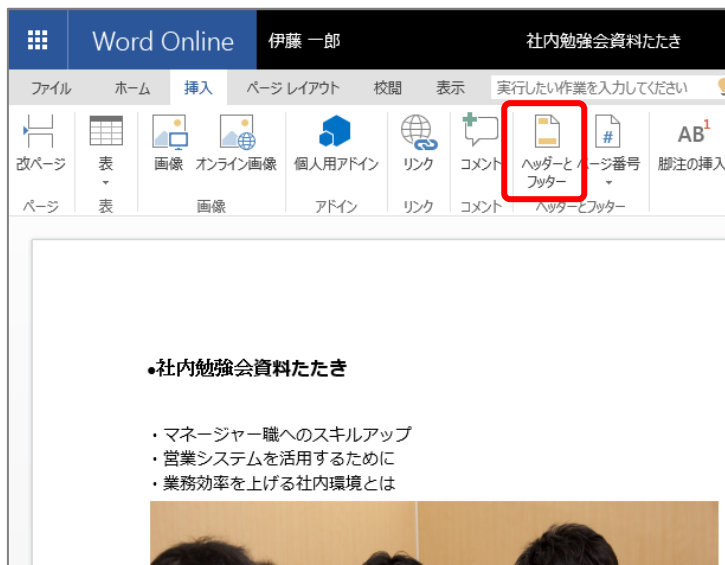 Word Online 伊藤 一郎 社内勉強会資料たたき
ファイル ホーム 挿入 ページ レイアウト 校閲 表示 実行したい作業を入力してください
改ページ 表 画像 オンライン画像 個人用アドイン リンク コメント ヘッダーと ページ番号 脚注の挿入
フッター
AB1
#
ページ 表 画像 アドイン リンク コメント ヘッダーとフッター
•社内勉強会資料たたき
・マネージャー職へのスキルアップ
・営業システムを活用するために
・業務効率を上げる社内環境とは